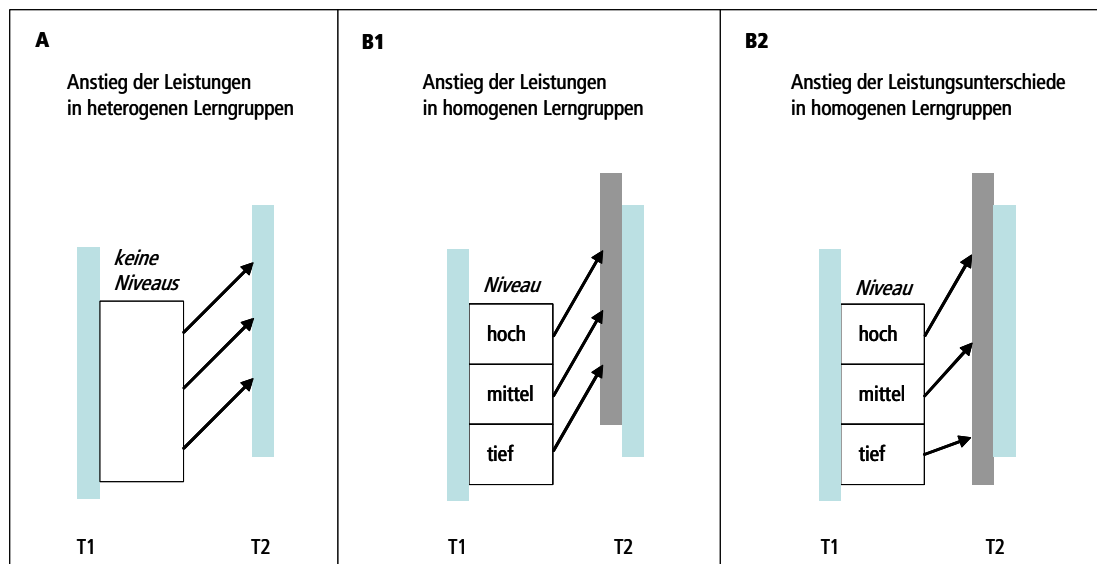 A
Anstieg der Leistungen
in heterogenen Lerngruppen
keine
Niveaus
T1
T2
B1
Anstieg der Leistungen
in homogenen Lerngruppen
Niveau
hoch
mittel
tief
T1
T2
B2
Anstieg der Leistungsunterschiede
in homogenen Lerngruppen
Niveau
hoch
mittel
tief
T1
T2